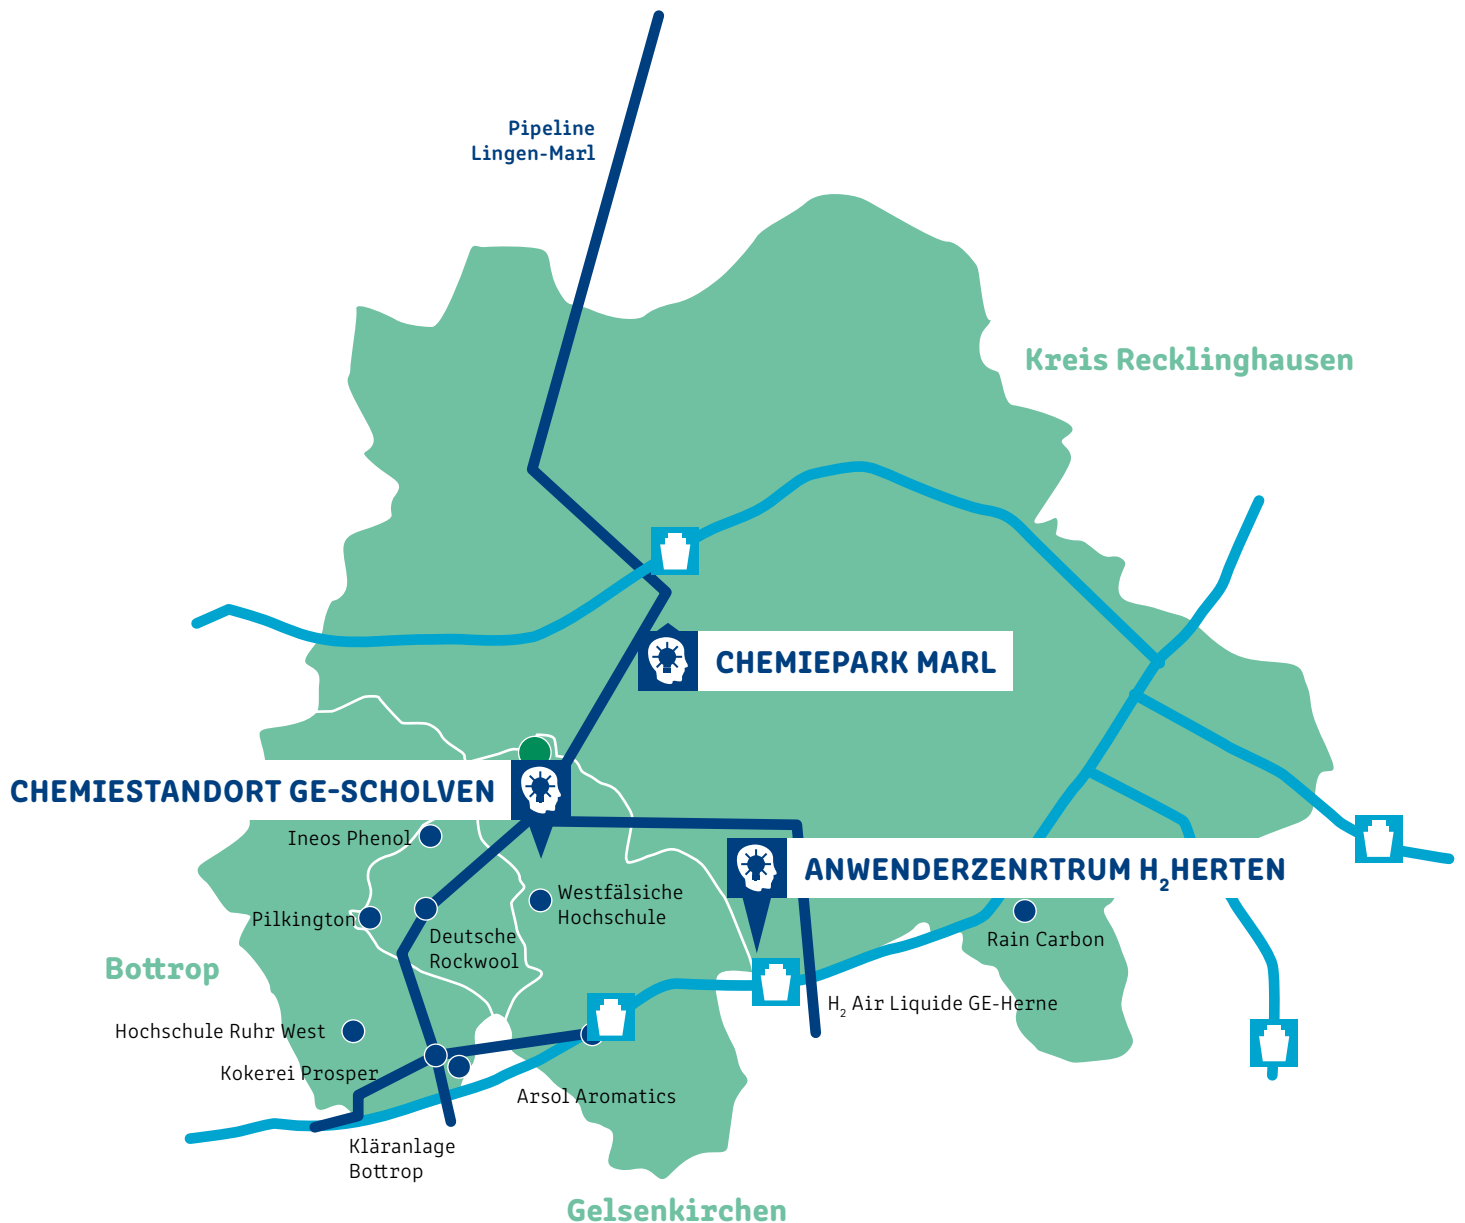 Pipeline
Lingen-Marl
Kreis Recklinghausen
CHEMIEPARK MARL
CHEMIESTANDORT GE-SCHOLVEN
Ineos Phenol
ANWENDERZENRTRUM H₂HERTEN
Westfälsiche
Hochschule
Pilkington
Deutsche
Rockwool
Rain Carbon
Bottrop
H₂ Air Liquide GE-Herne
Hochschule Ruhr West
Kokerei Prosper
Arsol Aromatics
Kläranlage
Bottrop
Gelsenkirchen